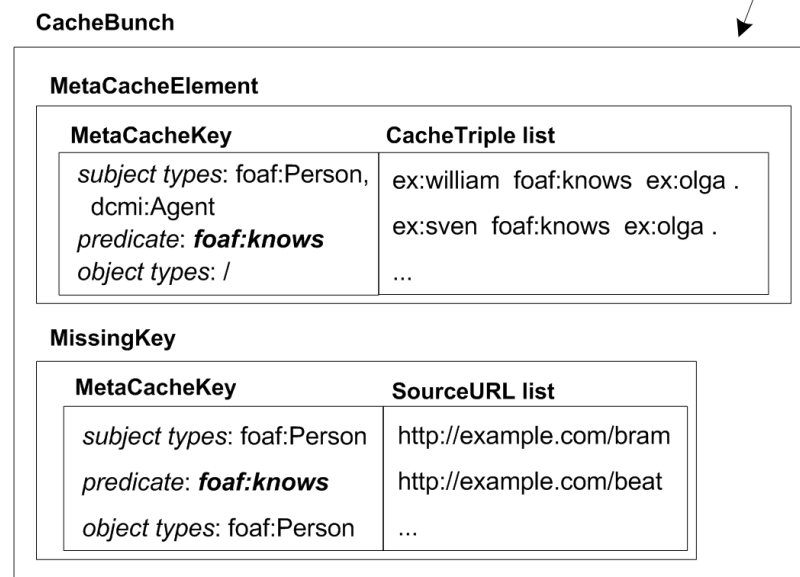 CacheBunch
MetaCacheElement
MetaCacheKey
CacheTriple list
subject types: foaf:Person,
dcmi:Agent
predicate: foaf:knows
object types: /
ex:william foaf:knows ex:olga .
ex:sven foaf:knows ex:olga .
...
MissingKey
MetaCacheKey
SourceURL list
subject types: foaf:Person
predicate: foaf:knows
object types: foaf:Person
http://example.com/bram
http://example.com/beat
...